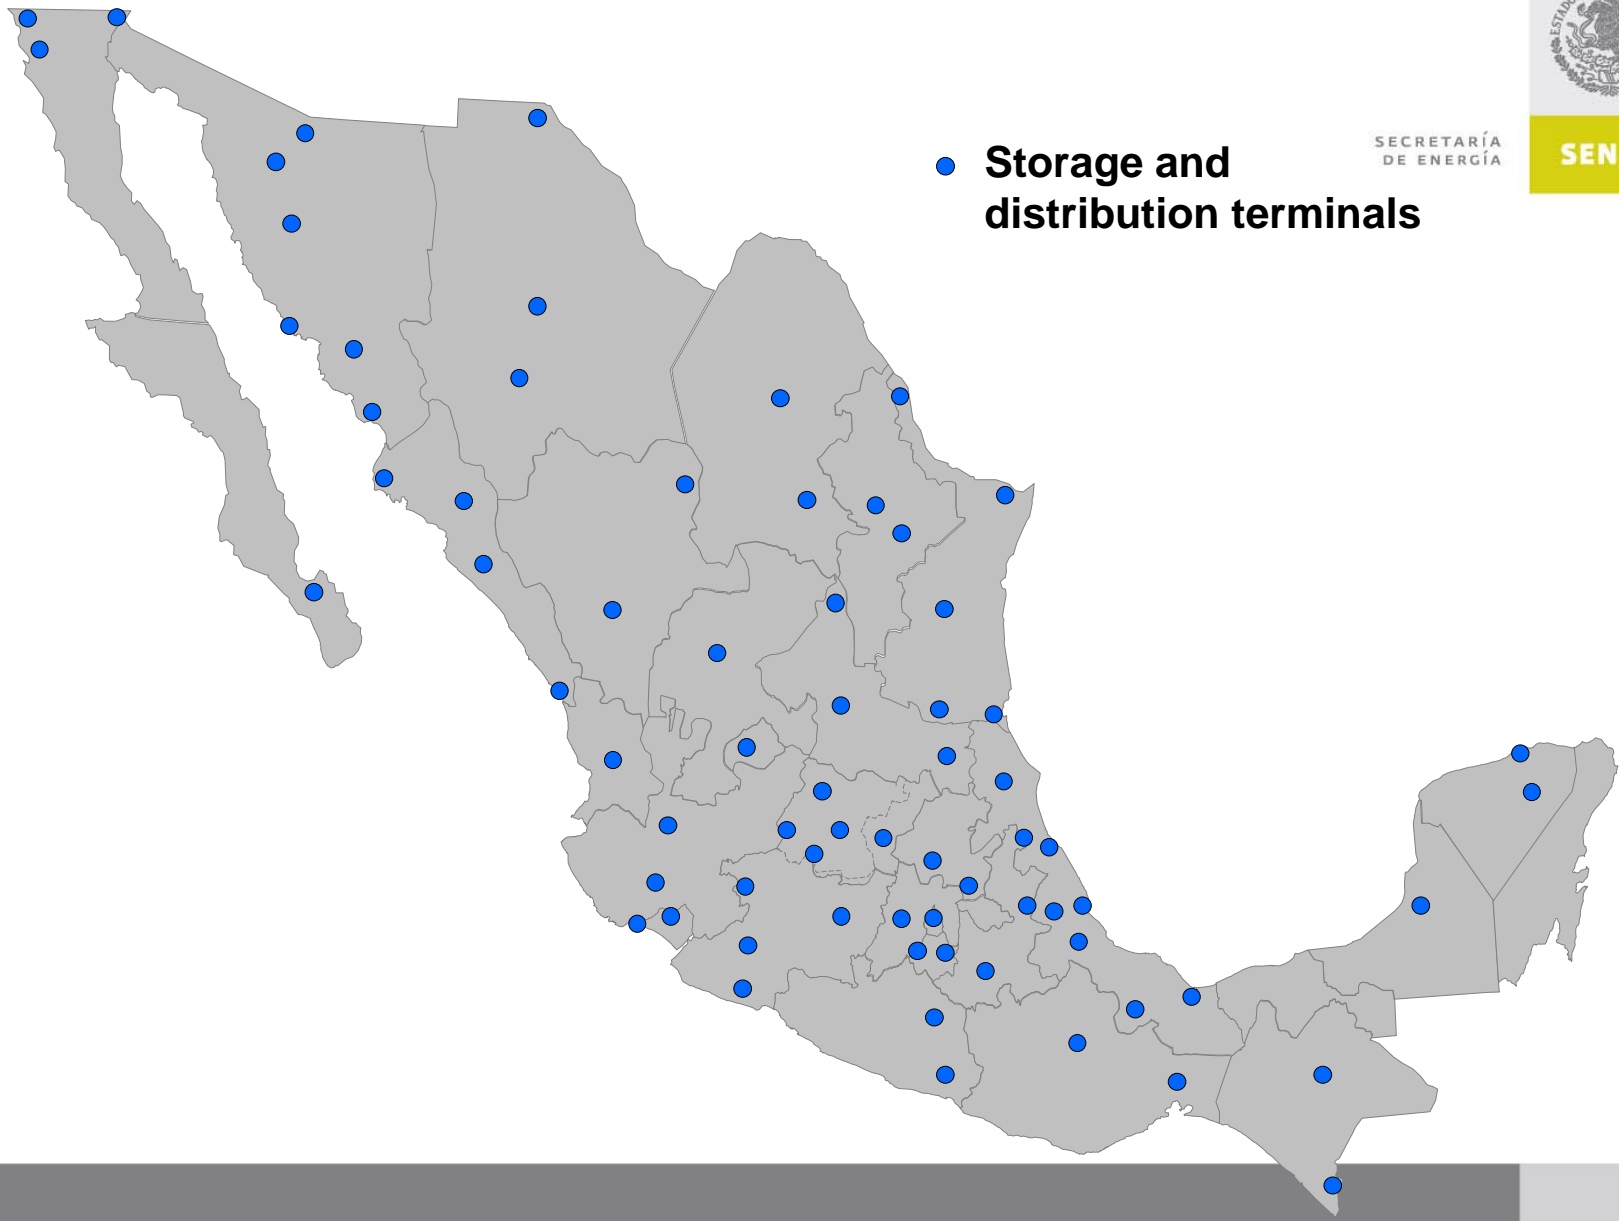 Storage and
distribution terminals
SECRETARÍA
DE ENERGÍA
SEN